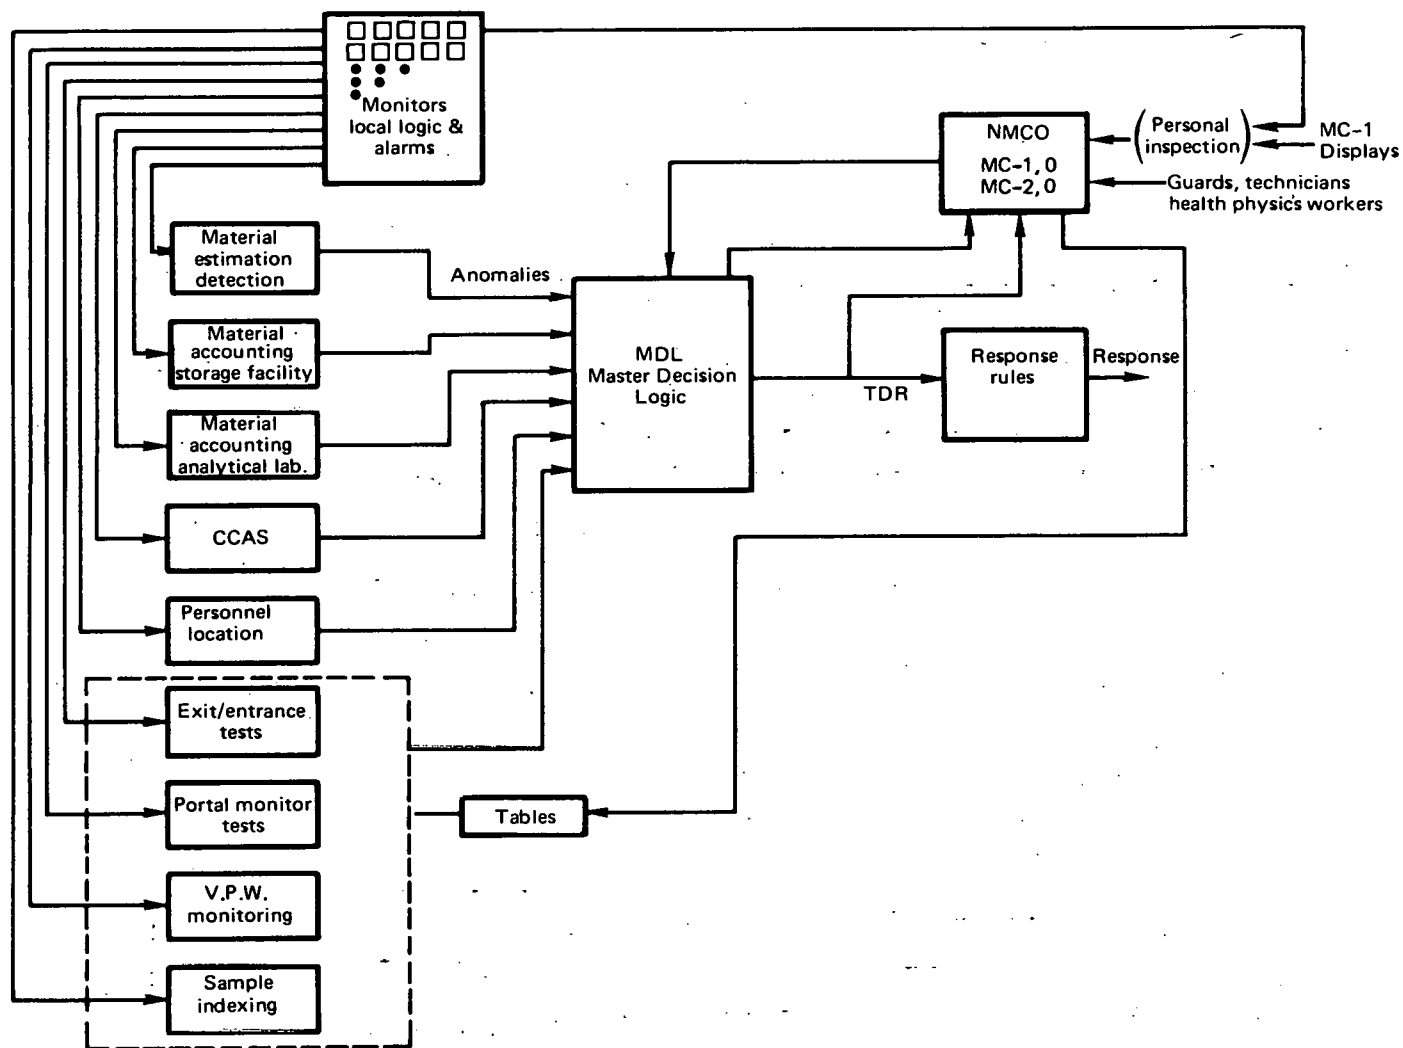 Monitors
local logic &
alarms
NMCO
MC-1, 0
MC-2, 0
(Personal
inspection)
MC-1
Displays
Guards, technicians
health physic's workers
Material
estimation
detection
Anomalies
Material
accounting
storage facility
MDL
Master Decision
Logic
TDR
Response
rules
Response
Material
accounting
analytical lab.
CCAS
Personnel
location
Exit/entrance
tests
Portal monitor
tests
Tables
V.P.W.
monitoring
Sample
indexing